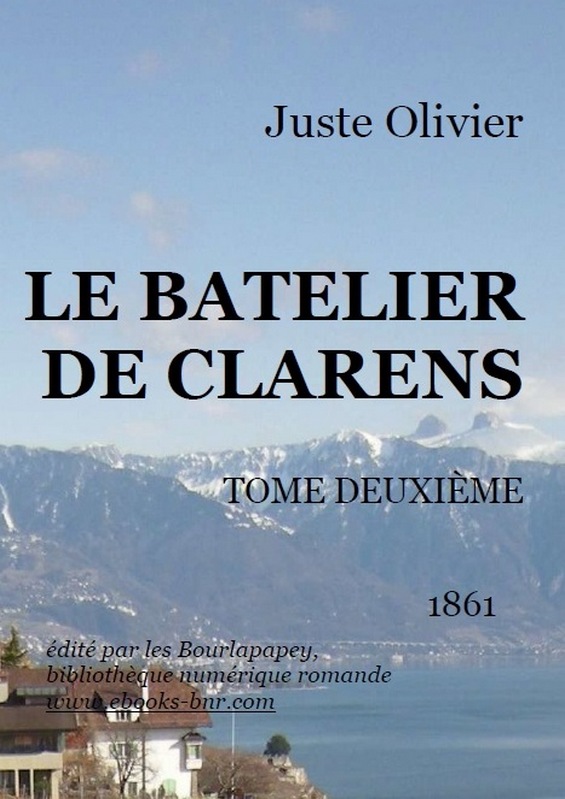 Juste Olivier
LE BATELIER
DE CLARENS
TOME DEUXIÈME
1861
édité par les Bourlapapey,
bibliothèque numérique romande
www.ebooks-bnr.com